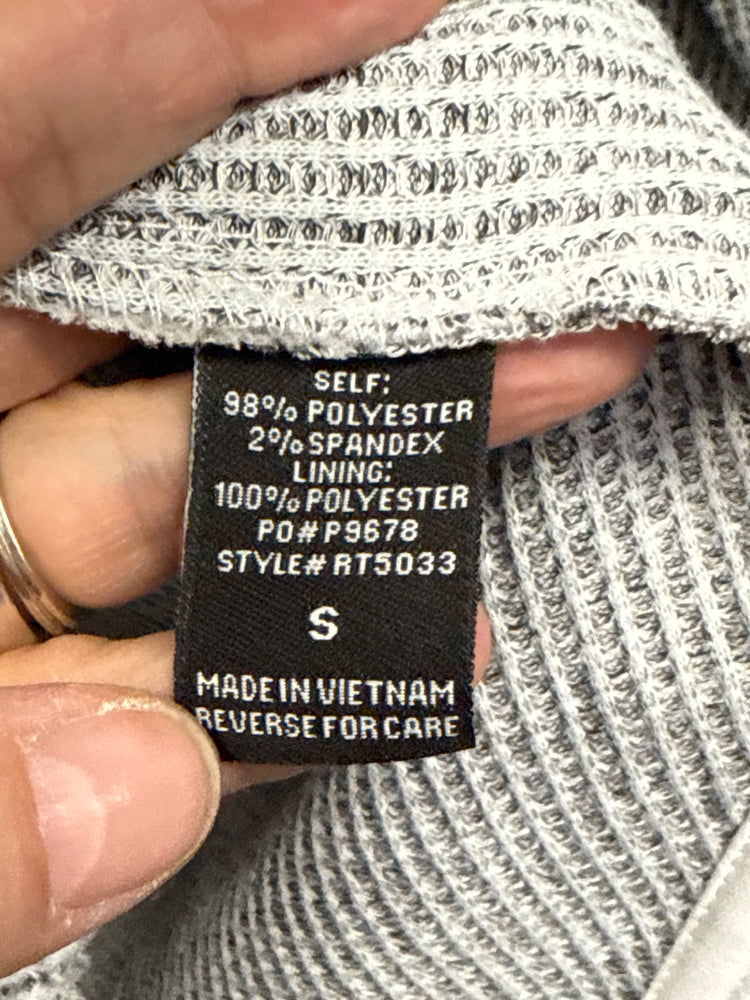 SELF:
98% POLYESTER
2% SPANDEX
LINING:
100% POLYESTER
PO# P9678
STYLE# RT5033
S
MADE IN VIETNAM
REVERSE FOR CARE